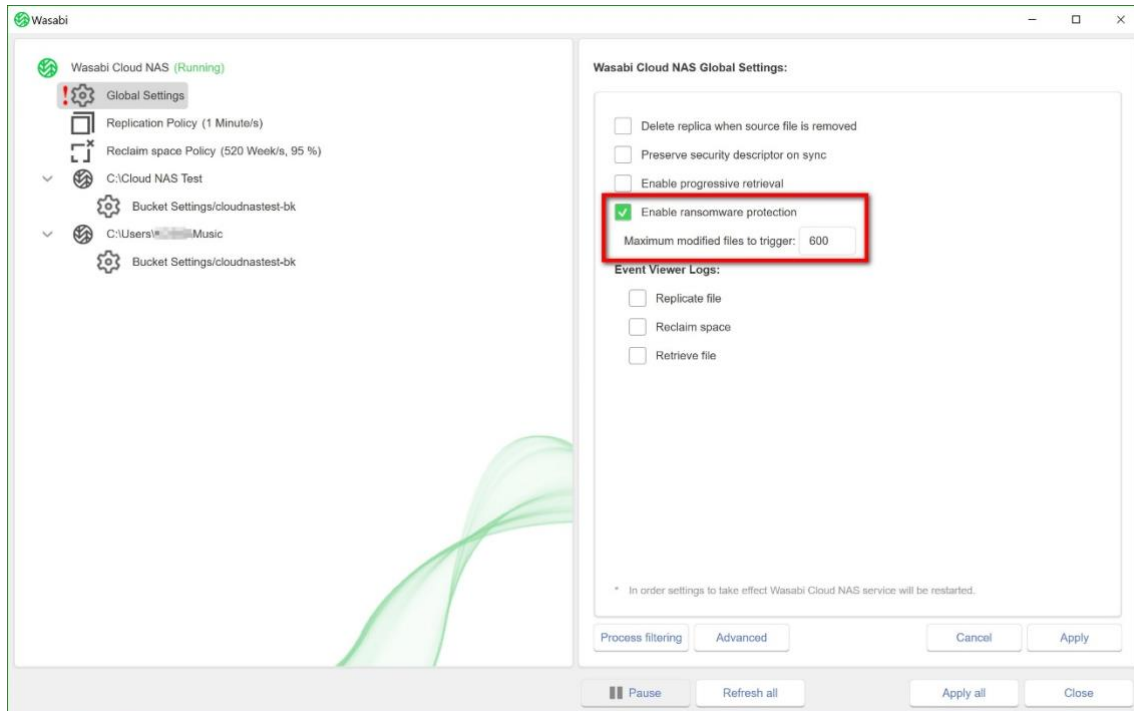 Wasabi
Wasabi Cloud NAS (Running)
Global Settings
Replication Policy (1 Minute/s)
Reclaim space Policy (520 Week/s, 95 %)
C:\Cloud NAS Test
Bucket Settings/cloudnastest-bk
C:\Users\ \Music
Bucket Settings/cloudnastest-bk
Wasabi Cloud NAS Global Settings:
Delete replica when source file is removed
Preserve security descriptor on sync
Enable progressive retrieval
Enable ransomware protection
Maximum modified files to trigger: 600
Event Viewer Logs:
Replicate file
Reclaim space
Retrieve file
* In order settings to take effect Wasabi Cloud NAS service will be restarted.
Process filtering Advanced Cancel Apply
Pause Refresh all Apply all Close